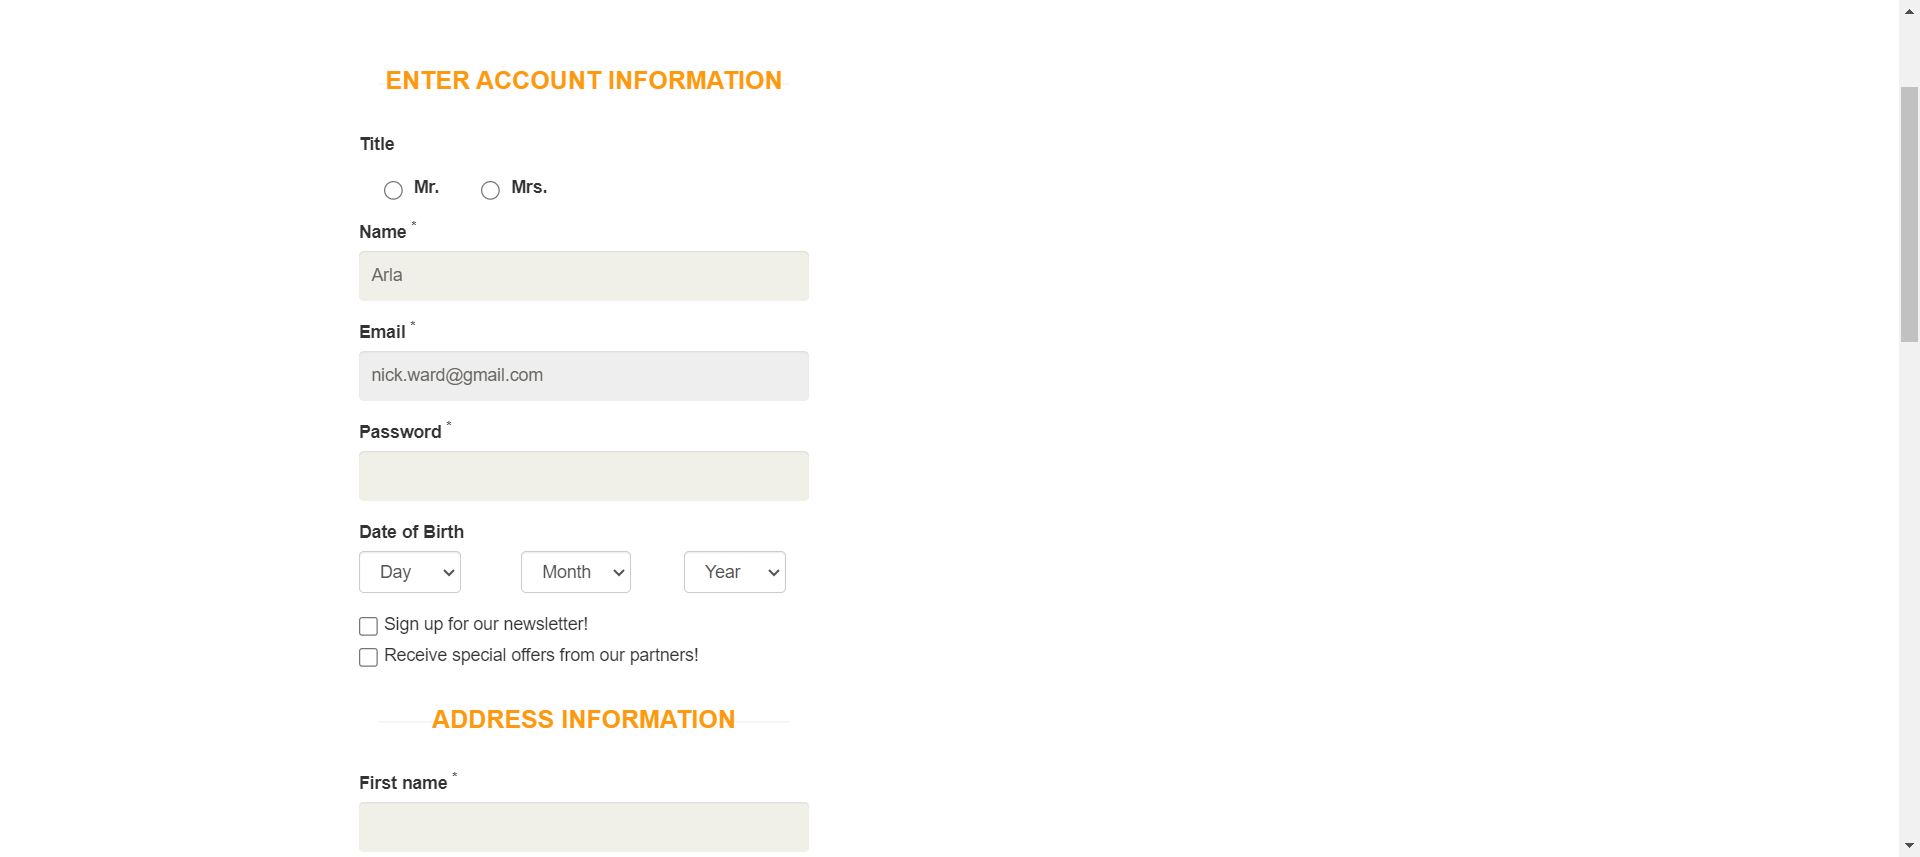 ENTER ACCOUNT INFORMATION
Title
Mr. Mrs.
Name *
Arla
Email *
nick.ward@gmail.com
Password *
Date of Birth
Day Month Year
Sign up for our newsletter!
Receive special offers from our partners!
ADDRESS INFORMATION
First name *